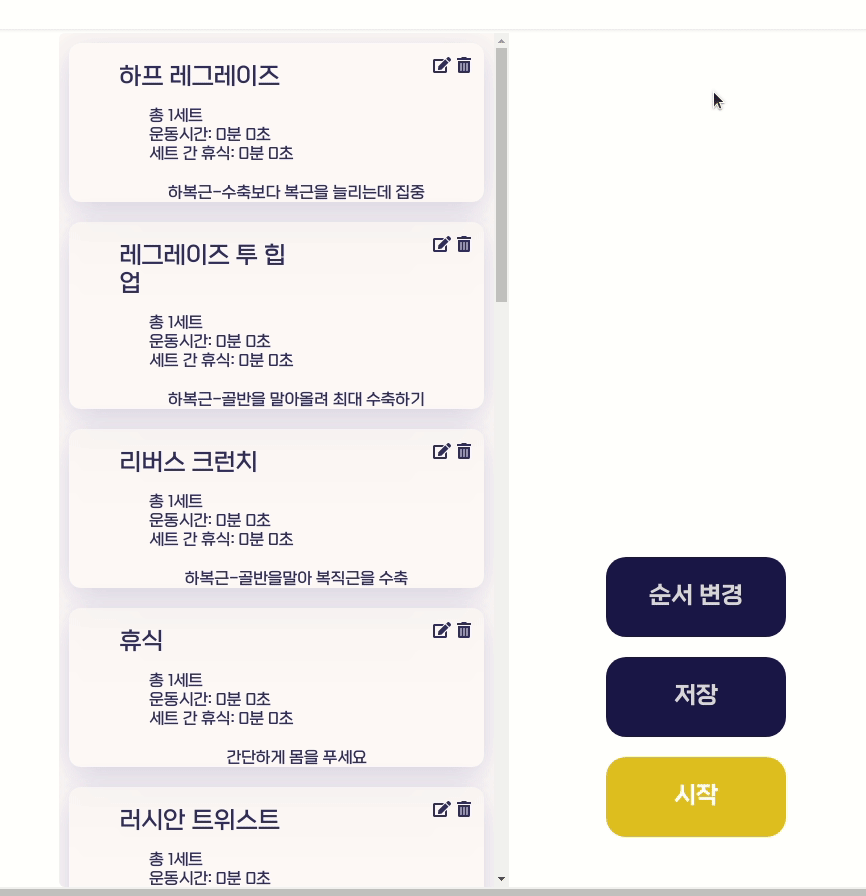 하프 레그레이즈
총 1세트
운동시간: 0분 0초
세트 간 휴식: 0분 0초
하복근-수축보다 복근을 늘리는데 집중
레그레이즈 투 힙
업
총 1세트
운동시간: 0분 0초
세트 간 휴식: 0분 0초
하복근-골반을 말아올려 최대 수축하기
리버스 크런치
총 1세트
운동시간: 0분 0초
세트 간 휴식: 0분 0초
하복근-골반을말아 복직근을 수축
휴식
총 1세트
운동시간: 0분 0초
세트 간 휴식: 0분 0초
간단하게 몸을 푸세요
러시안 트위스트
총 1세트
운동시간: 0분 0초
순서 변경
저장
시작